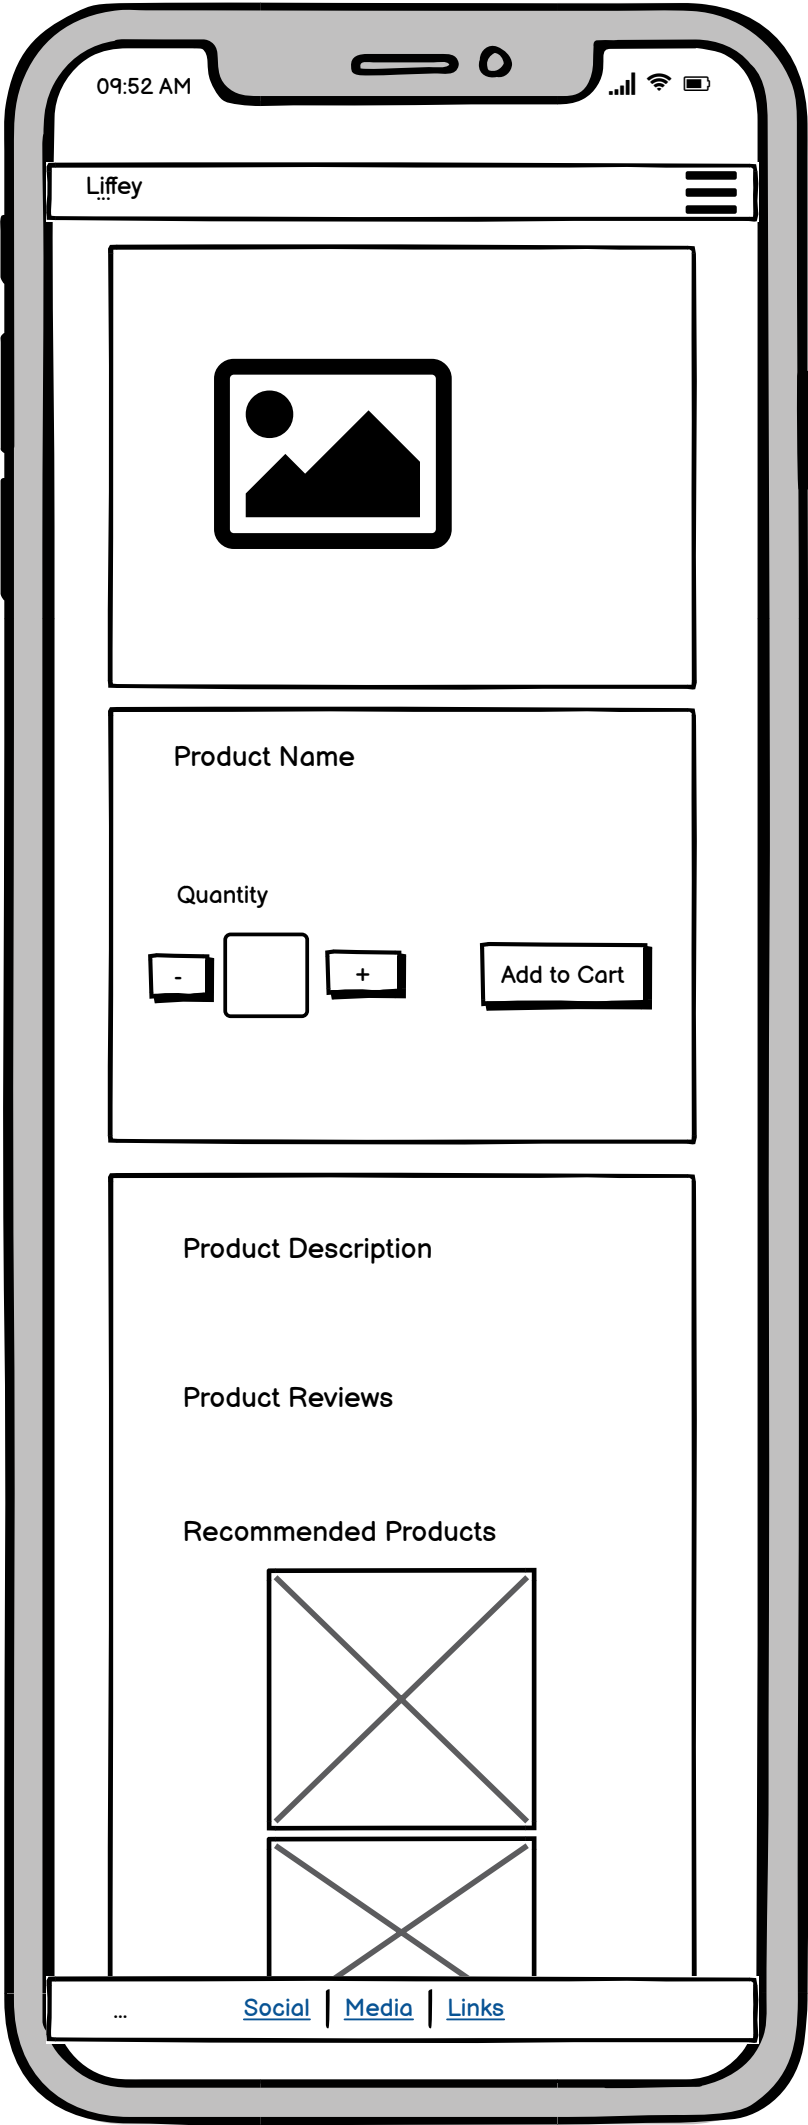 09:52 AM
Liffey
...
Product Name
Quantity
-
+
Add to Cart
Product Description
Product Reviews
Recommended Products
... Social | Media | Links